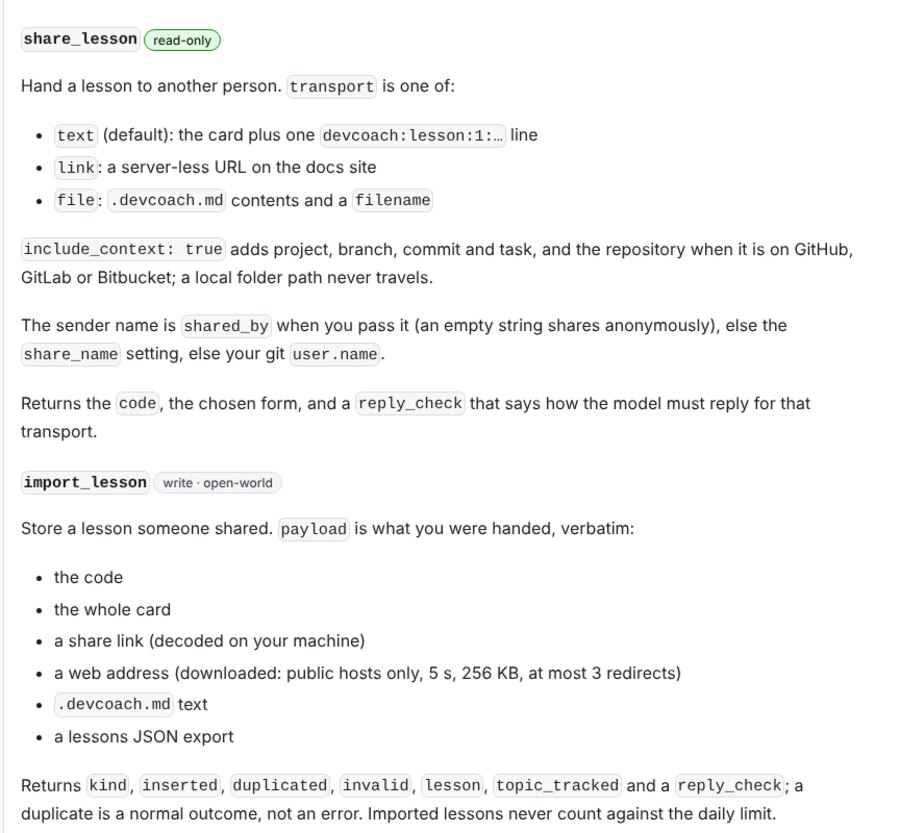 share_lesson read-only
Hand a lesson to another person. transport is one of:
• text (default): the card plus one devcoach:lesson:1:… line
• link: a server-less URL on the docs site
• file: .devcoach.md contents and a filename
include_context: true adds project, branch, commit and task, and the repository when it is on GitHub,
GitLab or Bitbucket; a local folder path never travels.
The sender name is shared_by when you pass it (an empty string shares anonymously), else the
share_name setting, else your git user.name.
Returns the code, the chosen form, and a reply_check that says how the model must reply for that
transport.
import_lesson write · open-world
Store a lesson someone shared. payload is what you were handed, verbatim:
• the code
• the whole card
• a share link (decoded on your machine)
• a web address (downloaded: public hosts only, 5 s, 256 KB, at most 3 redirects)
• .devcoach.md text
• a lessons JSON export
Returns kind, inserted, duplicated, invalid, lesson, topic_tracked and a reply_check; a
duplicate is a normal outcome, not an error. Imported lessons never count against the daily limit.